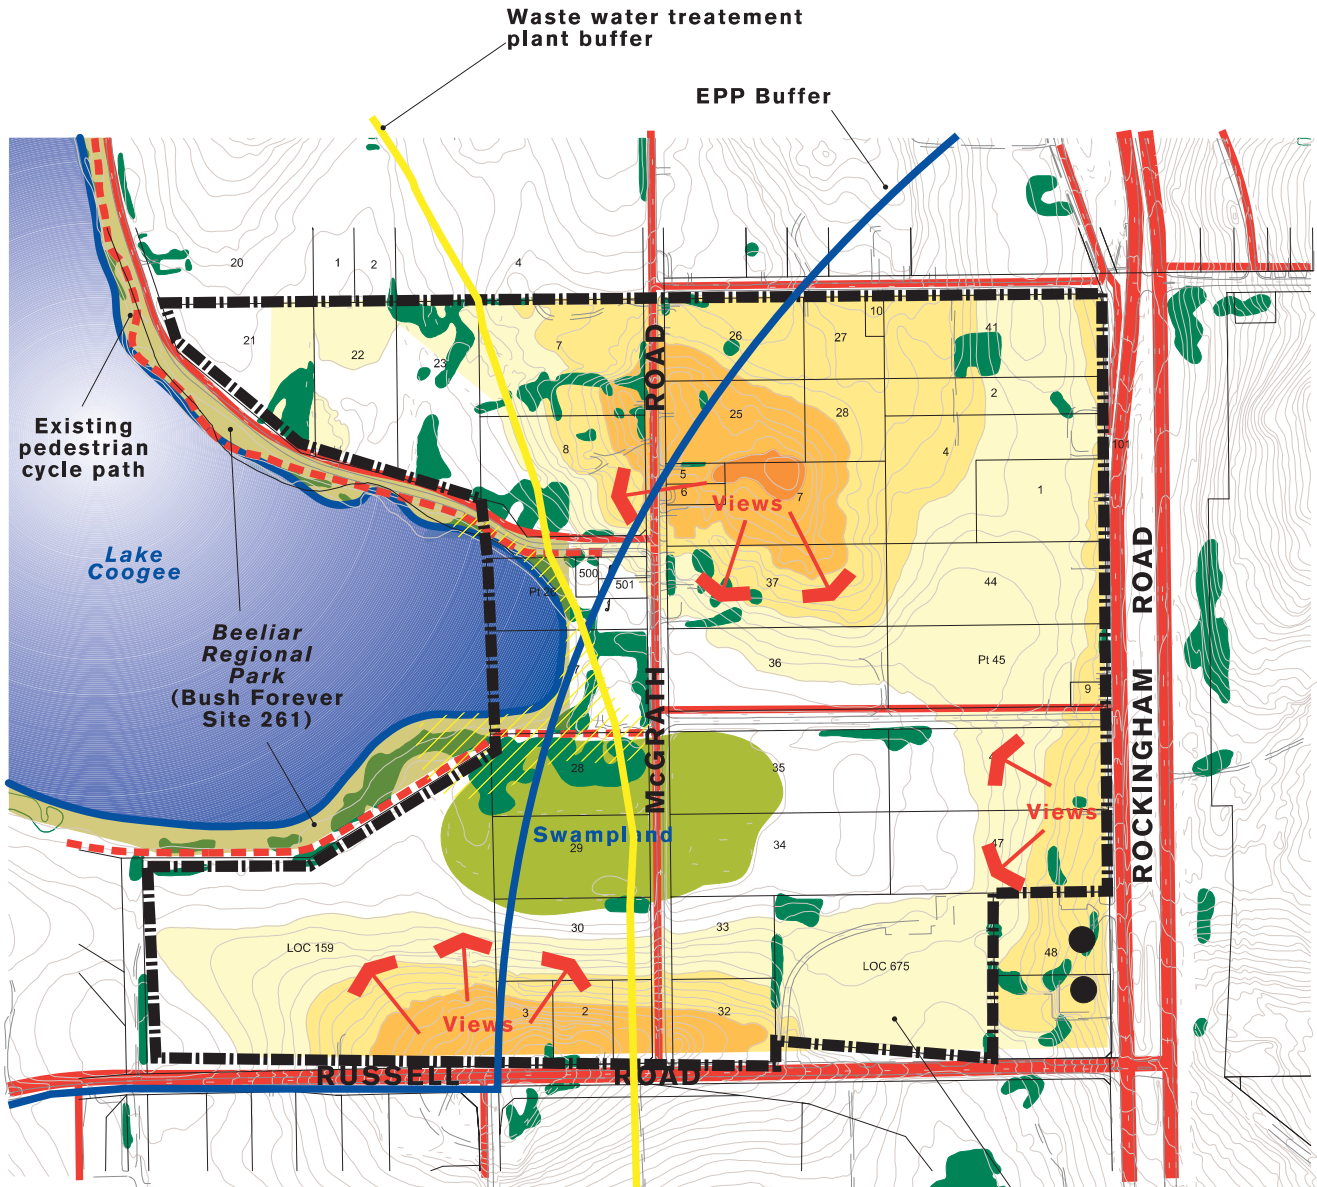 Waste water treatement
plant buffer
EPP Buffer
20
1
2
4
21
22
23
7
ROAD
26
27
10
41
25
28
2
8
4
Existing
pedestrian
cycle path
101
5
6
7
1
Views
Lake
Coogee
500
501
37
44
ROAD
Beeliar
Regional
Park
(Bush Forever
Site 261)
36
Pt 45
9
McGRATH
ROCKINGHAM
28
35
Views
Swampland
29
34
47
30
33
LOC 159
LOC 675
48
3
2
32
Views
RUSSELL ROAD